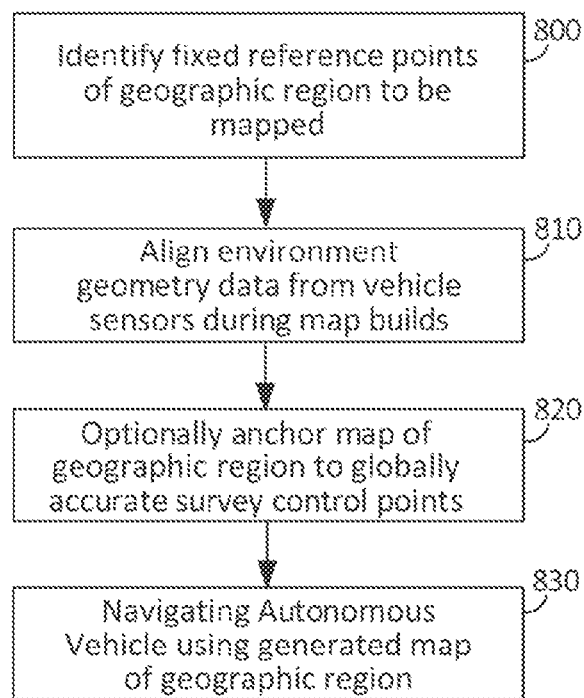 800
Identify fixed reference points
of geographic region to be
mapped
810
Align environment
geometry data from vehicle
sensors during map builds
820
Optionally anchor map of
geographic region to globally
accurate survey control points
830
Navigating Autonomous
Vehicle using generated map
of geographic region